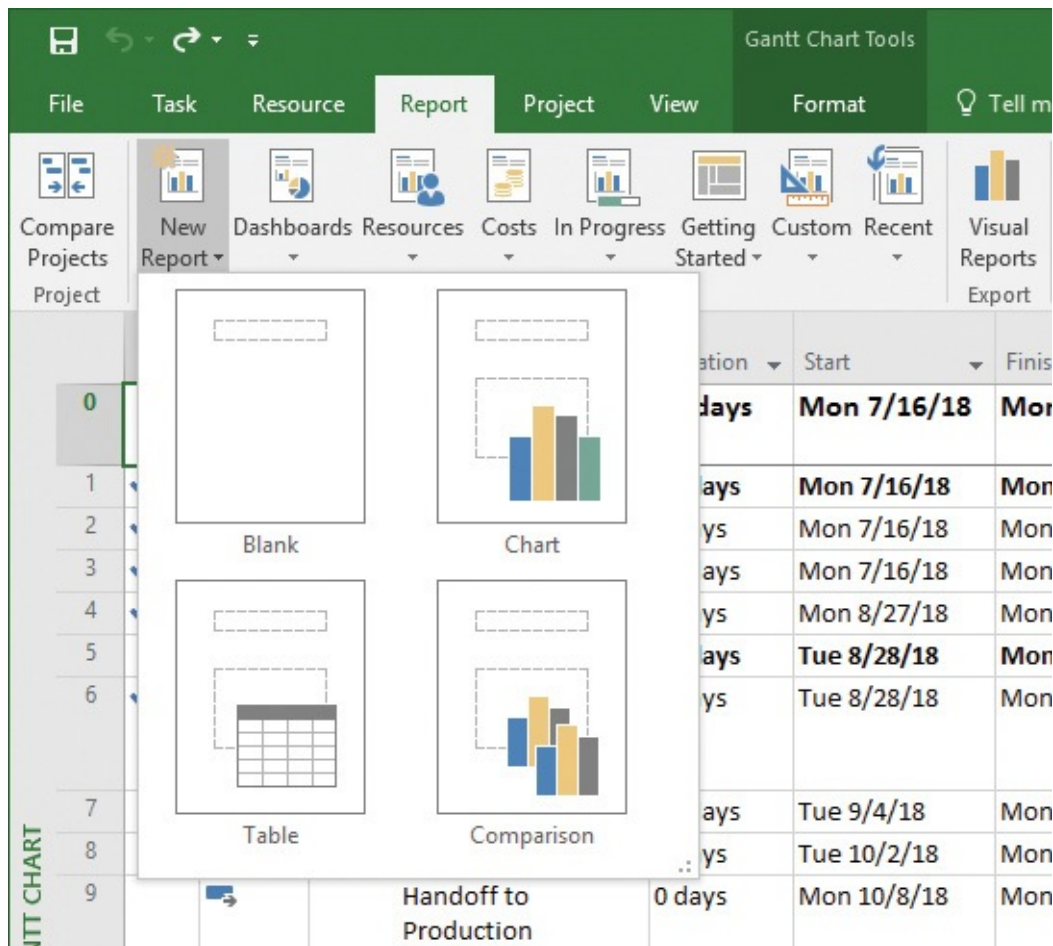 Gantt Chart Tools
File Task Resource Report Project View Format Tell m
Compare Projects
New Report
Dashboards
Resources
Costs
In Progress
Getting Started
Custom
Recent
Visual Reports
Project
Export
ation Start Finis
0 days Mon 7/16/18 Mon
1 ays Mon 7/16/18 Mon
2 ys Mon 7/16/18 Mon
3 ays Mon 7/16/18 Mon
4 ys Mon 8/27/18 Mon
5 ays Tue 8/28/18 Mon
6 ys Tue 8/28/18 Mon
7 ays Tue 9/4/18 Mon
8 ys Tue 10/2/18 Mon
9 Handoff to Production 0 days Mon 10/8/18 Mon
Blank
Chart
Table
Comparison
NTT CHART